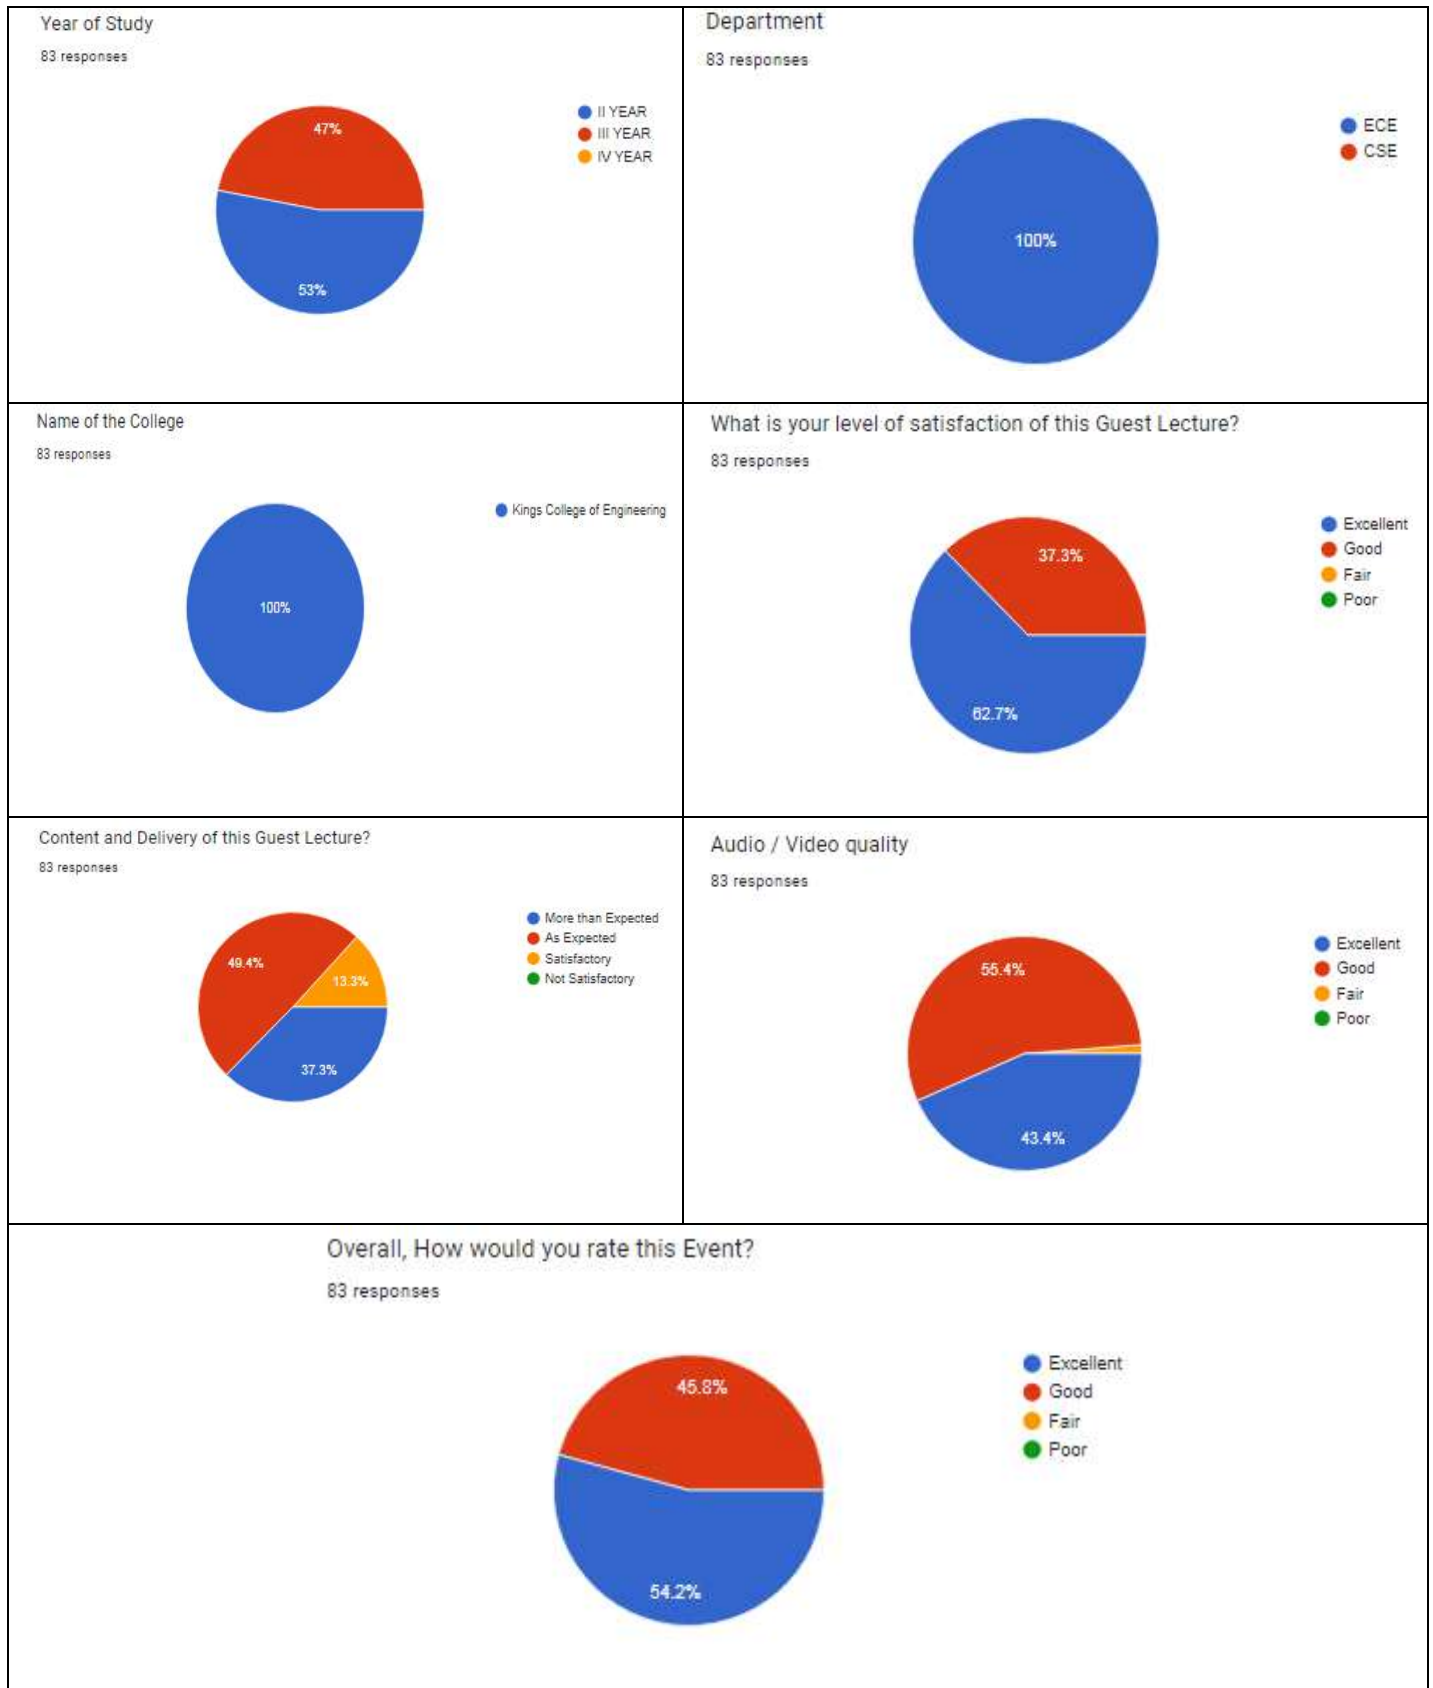 Year of Study
83 responses
47%
53%
II YEAR
III YEAR
IV YEAR
Department
83 responses
100%
ECE
CSE
Name of the College
83 responses
100%
Kings College of Engineering
What is your level of satisfaction of this Guest Lecture?
83 responses
37.3%
62.7%
Excellent
Good
Fair
Poor
Content and Delivery of this Guest Lecture?
83 responses
49.4%
13.3%
37.3%
More than Expected
As Expected
Satisfactory
Not Satisfactory
Audio / Video quality
83 responses
55.4%
43.4%
Excellent
Good
Fair
Poor
Overall, How would you rate this Event?
83 responses
45.8%
54.2%
Excellent
Good
Fair
Poor